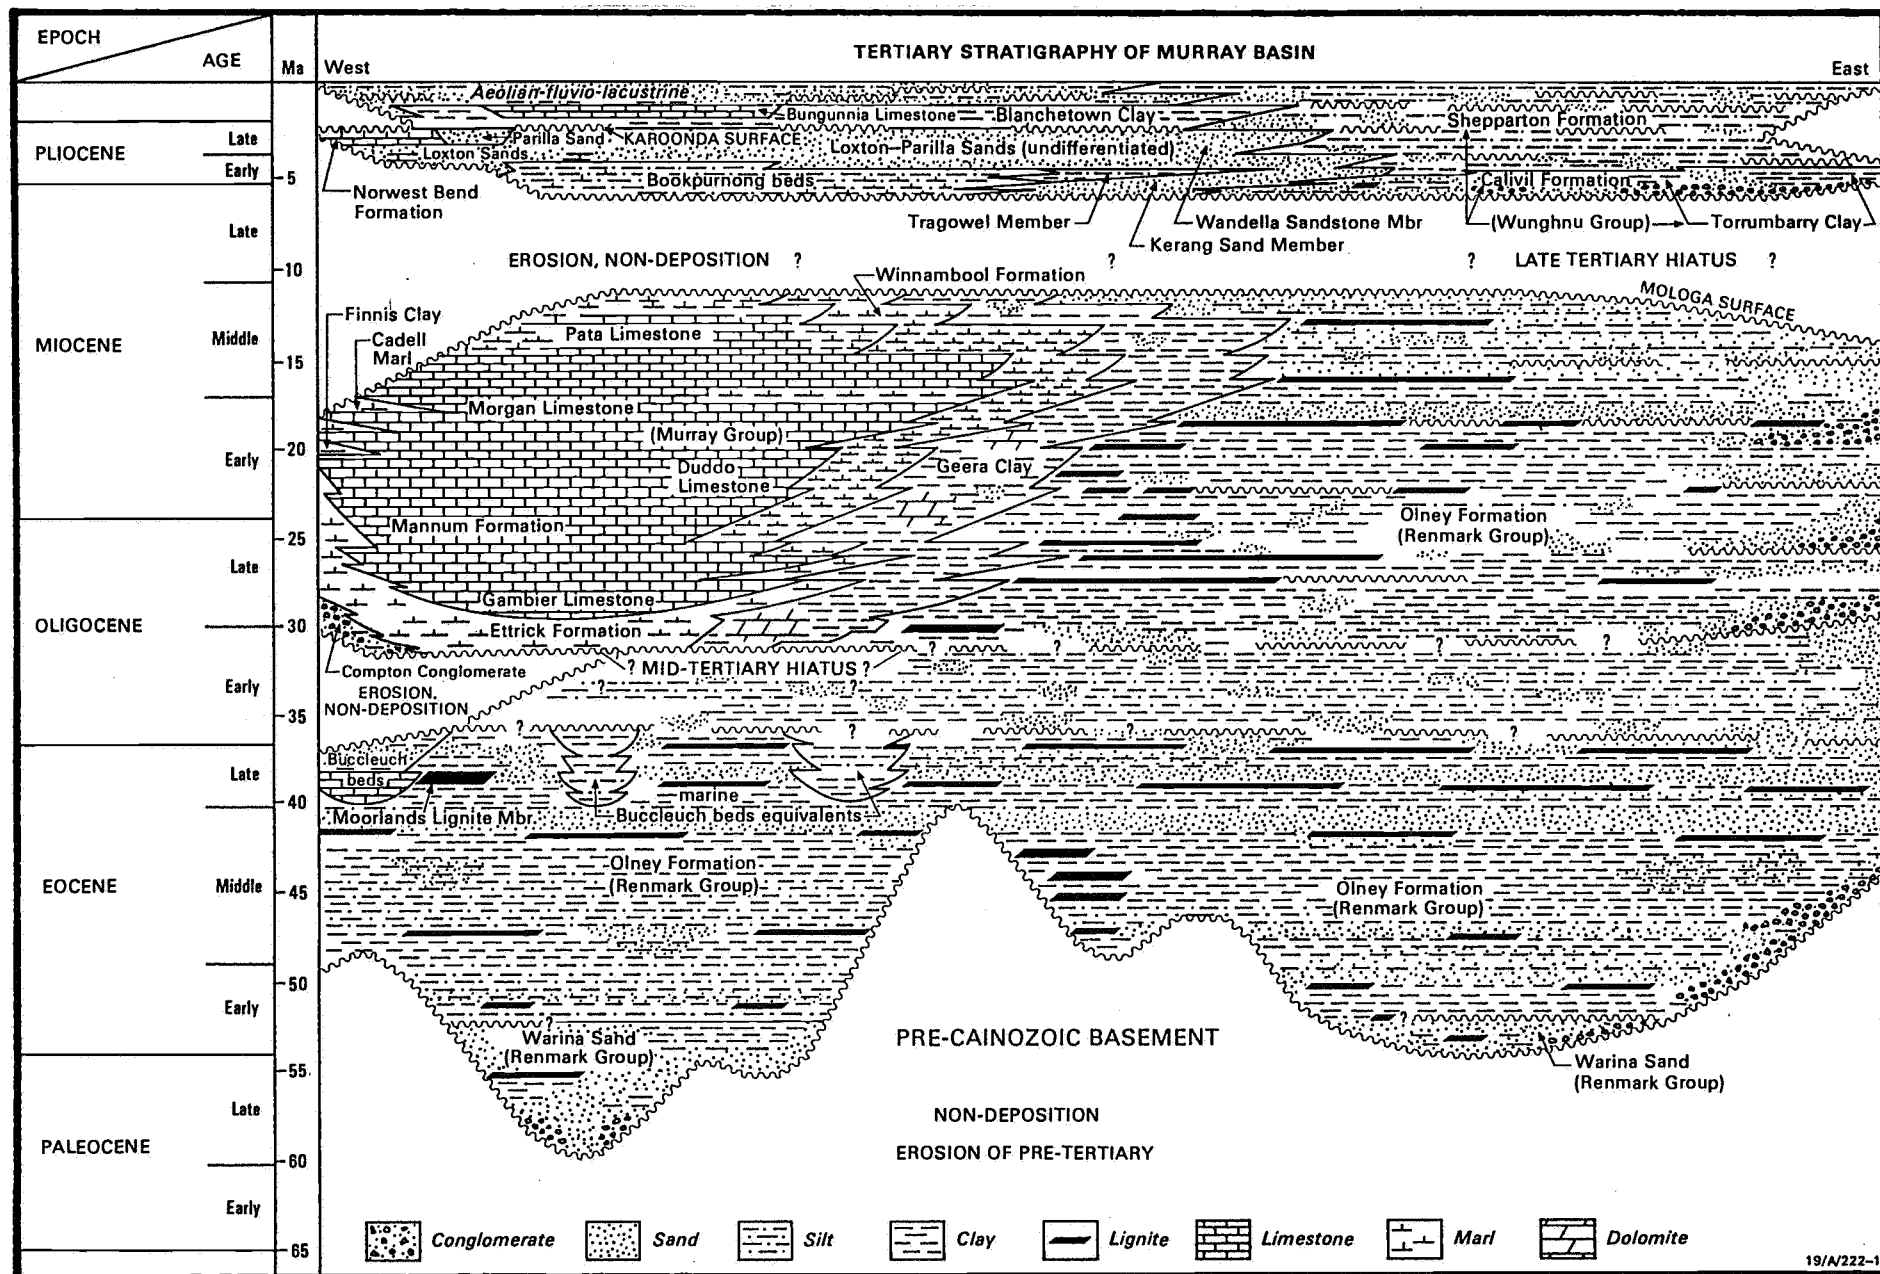 EPOCH
AGE
Ma
TERTIARY STRATIGRAPHY OF MURRAY BASIN
West
East
Aeolian-fluvio-lacustrine
Bungunnia Limestone
Blanchetown Clay
Shepparton Formation
PLIOCENE
Late
Early
Parilla Sand
KAROONDA SURFACE
Loxton Sands
Loxton-Parilla Sands (undifferentiated)
5
Bookpurnong beds
Calivil Formation
Norwest Bend
Formation
Tragowel Member
Wandella Sandstone Mbr
Kerang Sand Member
(Wunghnu Group)
Torrumbarry Clay
MIOCENE
Late
Middle
Early
EROSION, NON-DEPOSITION ?
?
? LATE TERTIARY HIATUS ?
10
Winnambool Formation
MOLOGA SURFACE
Finnis Clay
Cadell
Marl
Pata Limestone
15
Morgan Limestone
(Murray Group)
20
Duddo
Limestone
Geera Clay
Mannum Formation
Olney Formation
(Renmark Group)
25
OLIGOCENE
Late
Early
Gambier Limestone
30
Ettrick Formation
Compton Conglomerate
? MID-TERTIARY HIATUS ?
? ? ? ?
EROSION,
NON-DEPOSITION
? ?
35
? ? ? ?
EOCENE
Late
Middle
Early
Buccleuch
beds
40
Moorlands Lignite Mbr
marine
Buccleuch beds equivalents
Olney Formation
(Renmark Group)
Olney Formation
(Renmark Group)
45
50
?
?
Warina Sand
(Renmark Group)
PRE-CAINOZOIC BASEMENT
Warina Sand
(Renmark Group)
55
PALEOCENE
Late
Early
NON-DEPOSITION
EROSION OF PRE-TERTIARY
60
65
Conglomerate
Sand
Silt
Clay
Lignite
Limestone
Marl
Dolomite
19/A/222-1